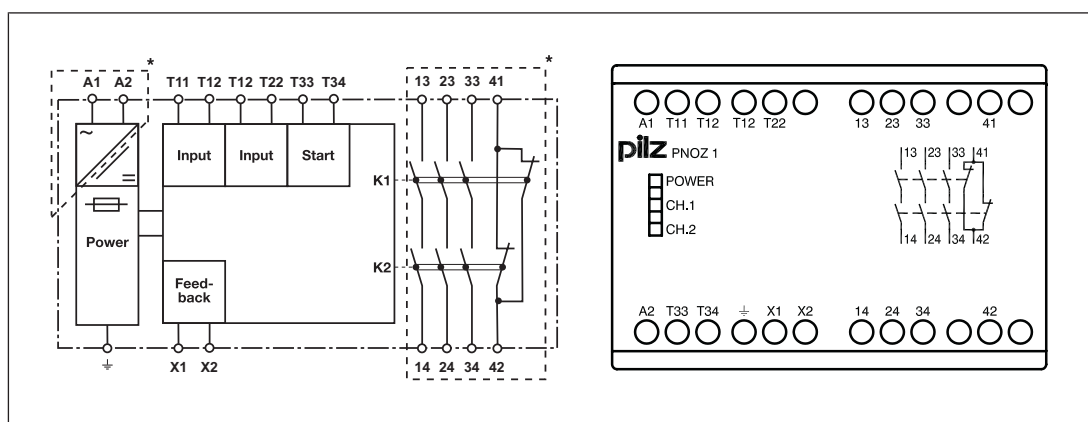 A1 A2 * T11 T12 T12 T22 T33 T34 13 23 33 41 *
Input Input Start
K1
Power
K2
Feed-
back
⏚ X1 X2 14 24 34 42
A1 T11 T12 T12 T22 13 23 33 41
pilz PNOZ 1
POWER
CH.1
CH.2
13 23 33 41
14 24 34 42
A2 T33 T34 ⏚ X1 X2 14 24 34 42